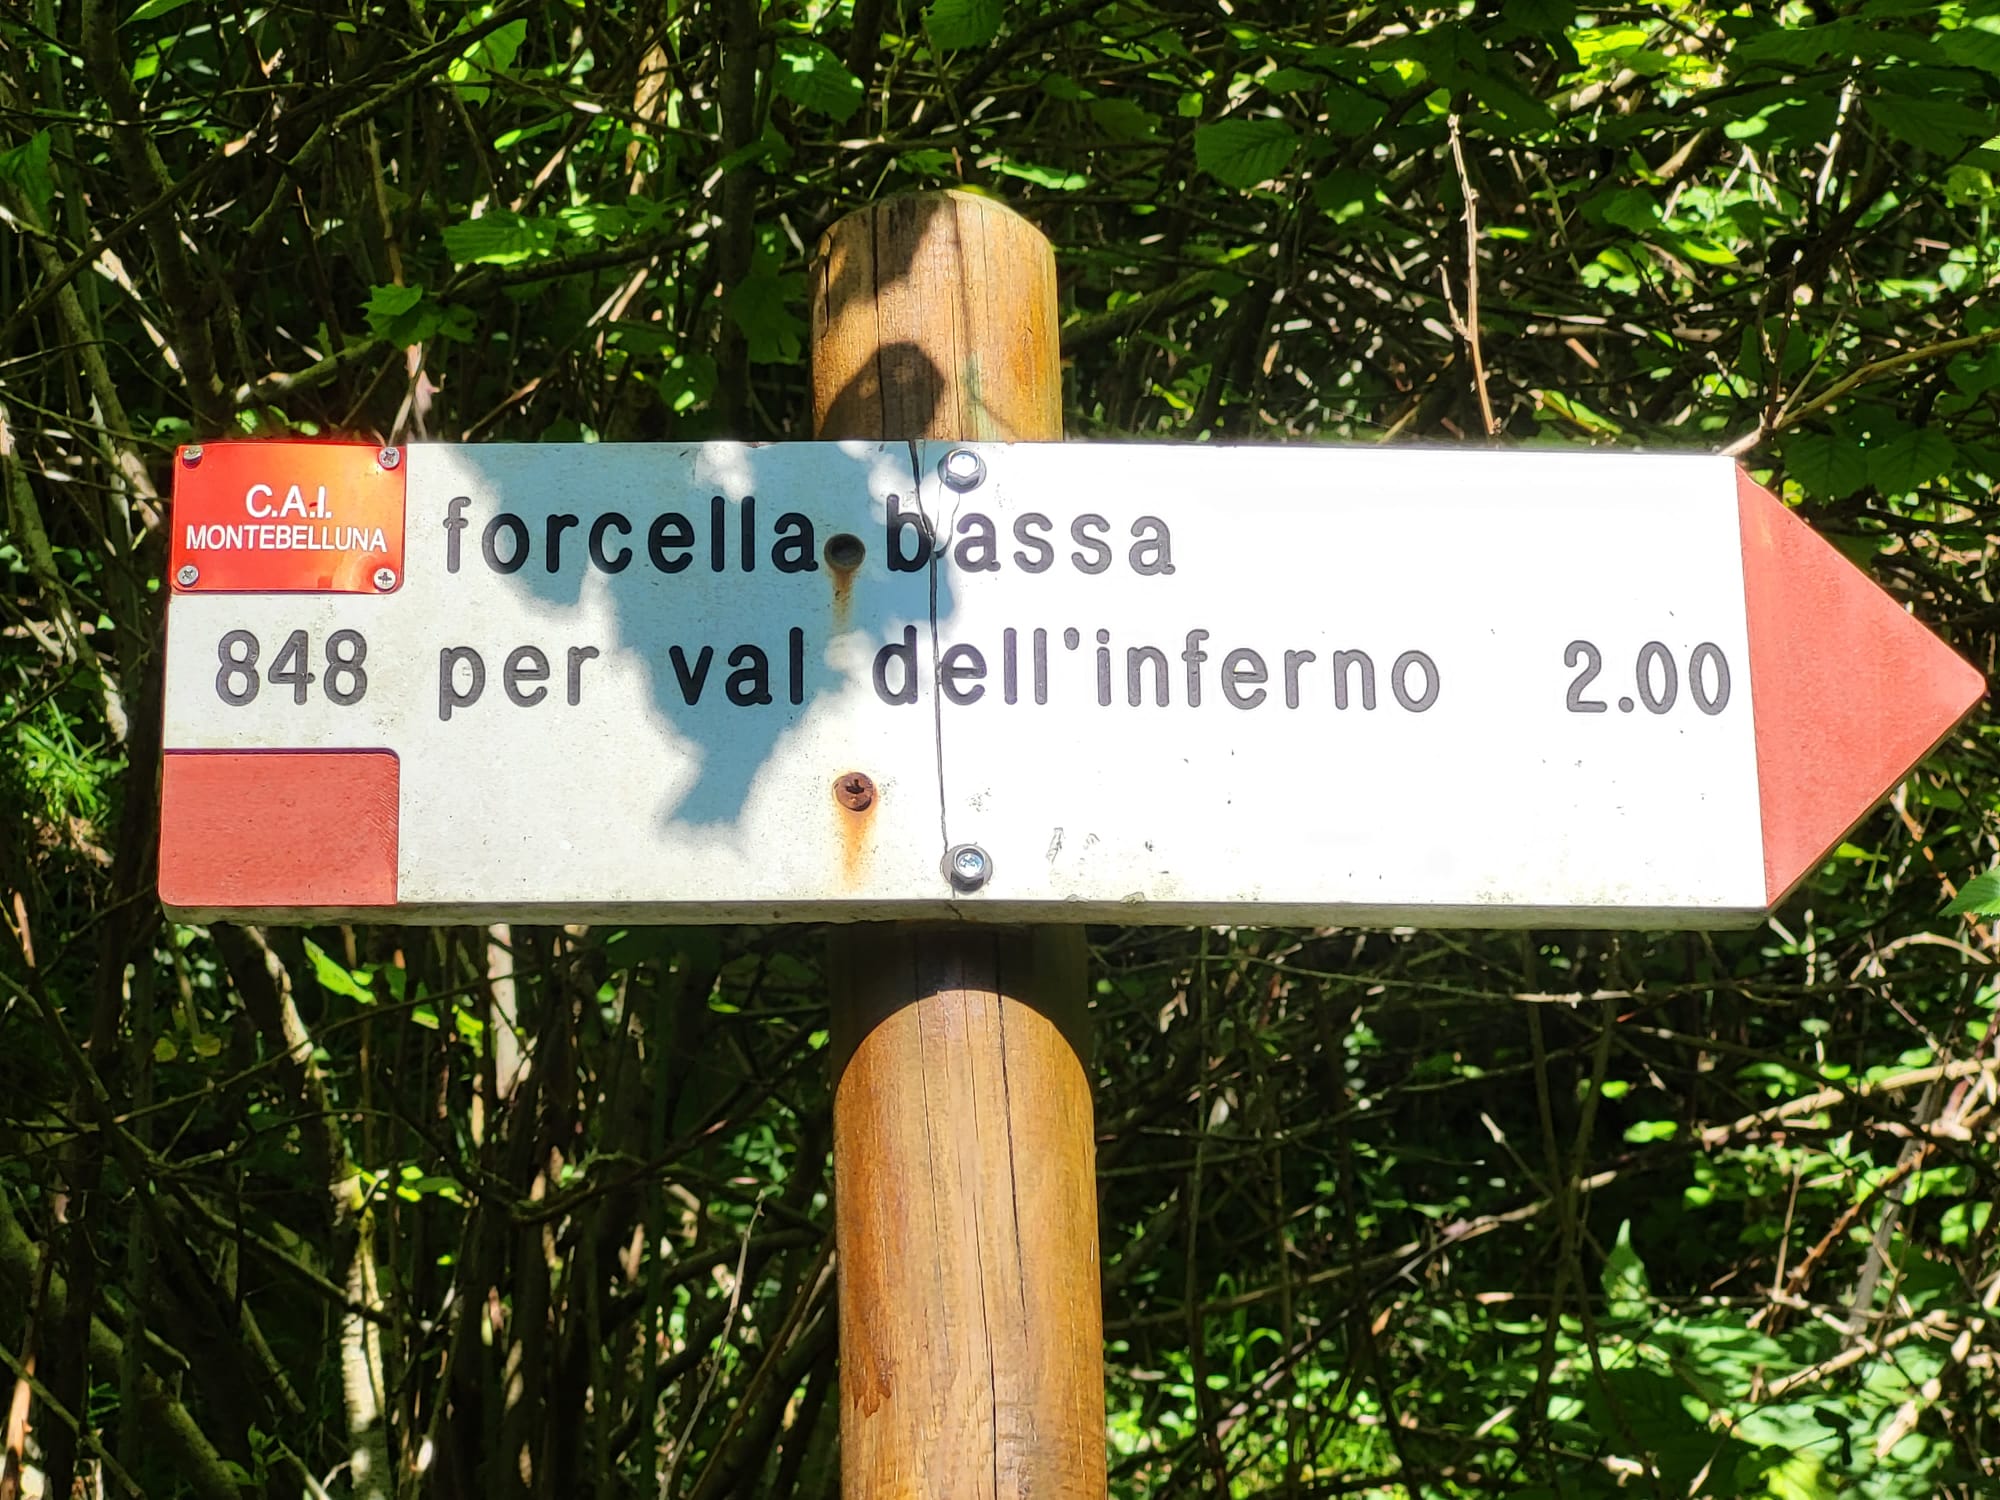 C.A.I.
MONTEBELLUNA
forcella bassa
848 per val dell'inferno 2.00